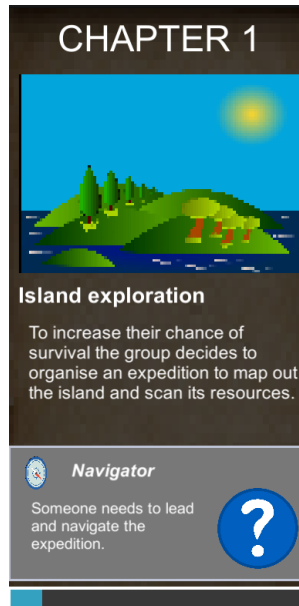 CHAPTER 1
Island exploration
To increase their chance of
survival the group decides to
organise an expedition to map out
the island and scan its resources.
Navigator
Someone needs to lead
and navigate the
expedition.
?